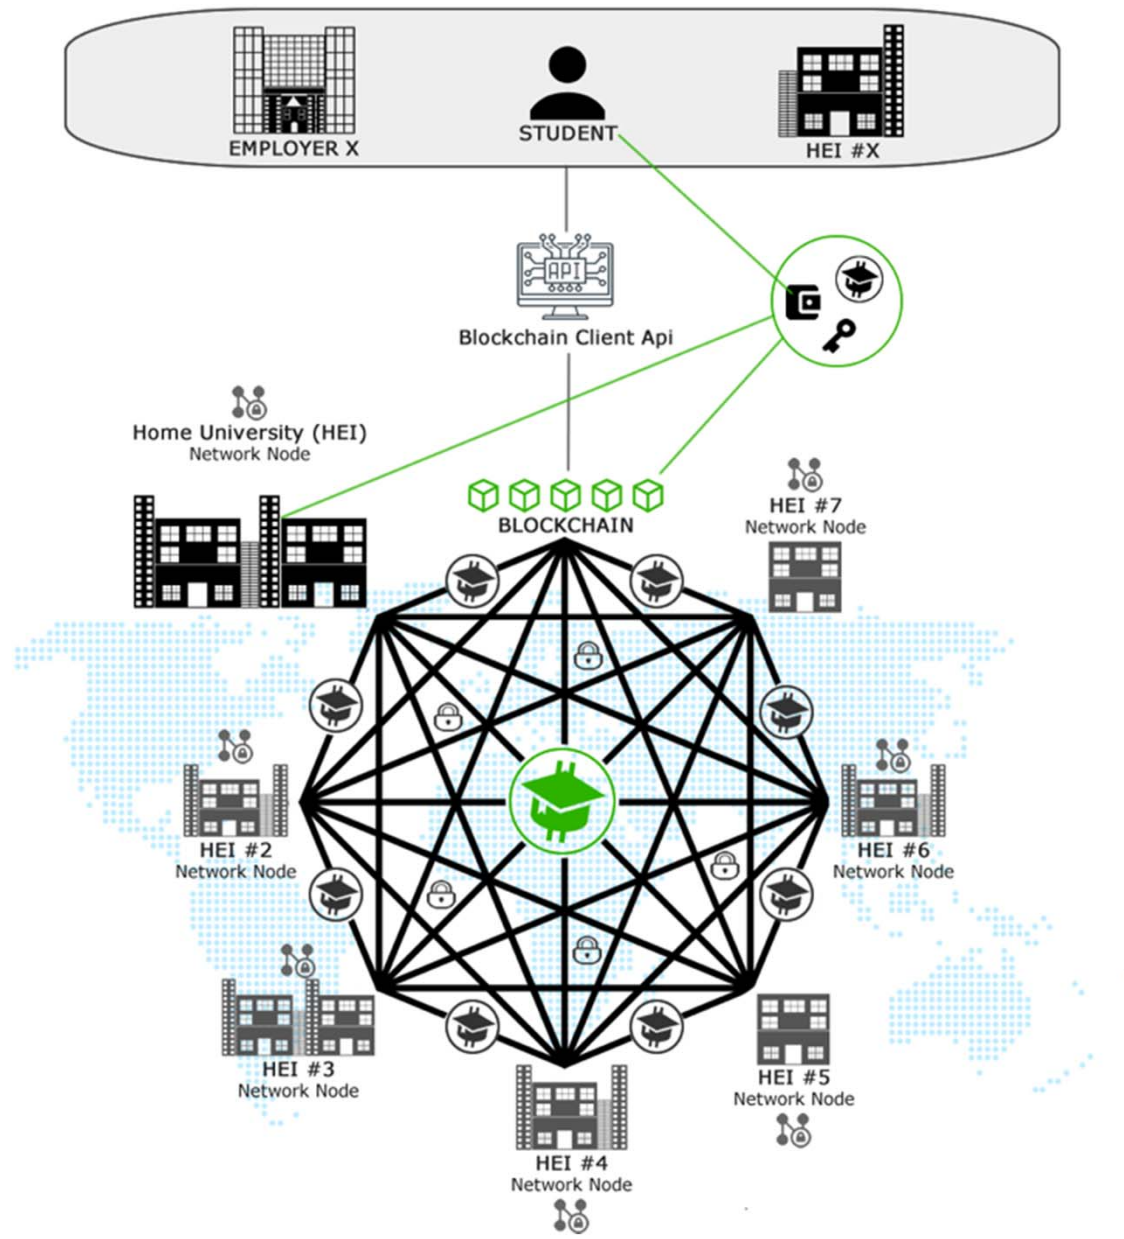 EMPLOYER X
STUDENT
HEI #X
API
Blockchain Client Api
Home University (HEI)
Network Node
BLOCKCHAIN
HEI #7
Network Node
HEI #2
Network Node
HEI #6
Network Node
HEI #3
Network Node
HEI #5
Network Node
HEI #4
Network Node